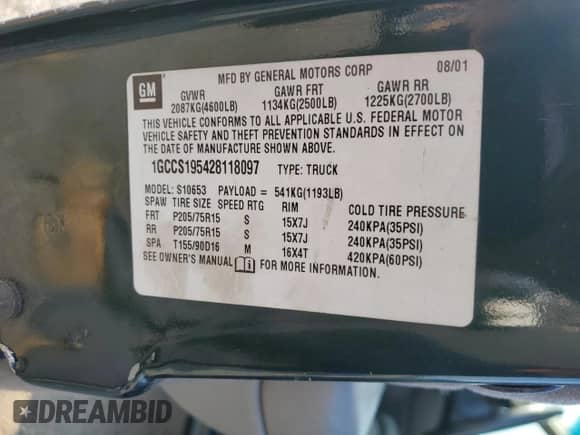 MFD BY GENERAL MOTORS CORP 08/01
GM
GVWR GAWR FRT GAWR RR
2087KG(4600LB) 1134KG(2500LB) 1225KG(2700LB)
THIS VEHICLE CONFORMS TO ALL APPLICABLE U.S. FEDERAL MOTOR
VEHICLE SAFETY AND THEFT PREVENTION STANDARDS IN EFFECT ON
THE DATE OF MANUFACTURE SHOWN ABOVE.
1GCCS195428118097 TYPE: TRUCK
MODEL: S10653 PAYLOAD = 541KG(1193LB)
SPAW TIRE SIZE SPEED RTG RIM COLD TIRE PRESSURE
FRT P205/75R15 S 15X7J 240KPA(35PSI)
RR P205/75R15 S 15X7J 240KPA(35PSI)
SPA T155/90D16 M 16X4T 420KPA(60PSI)
SEE OWNER'S MANUAL FOR MORE INFORMATION.
DREAMBID